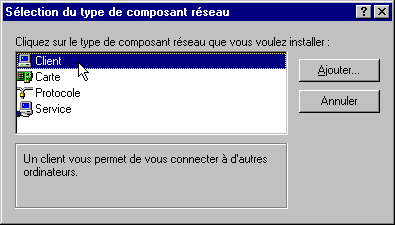 Sélection du type de composant réseau
Cliquez sur le type de composant réseau que vous voulez installer :
Client
Carte
Protocole
Service
Ajouter...
Annuler
Un client vous permet de vous connecter à d'autres
ordinateurs.